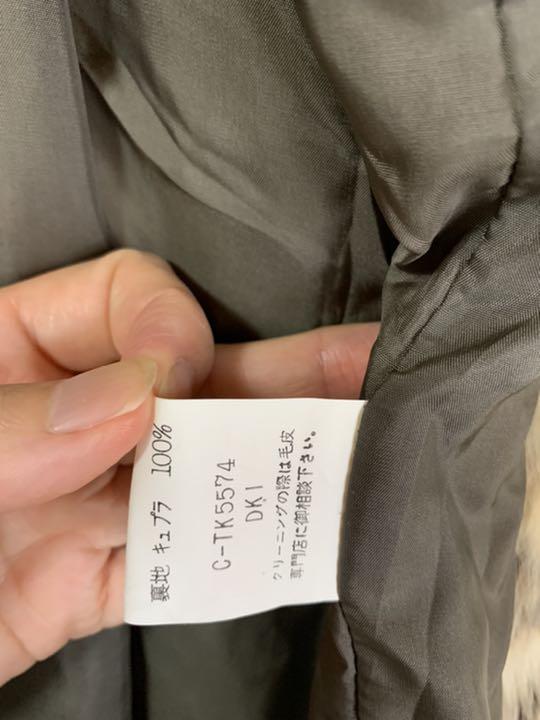 裏地 キュプラ 100%
C-TK5574
DK1
クリーニングの際は毛皮
専門店に御相談下さい。